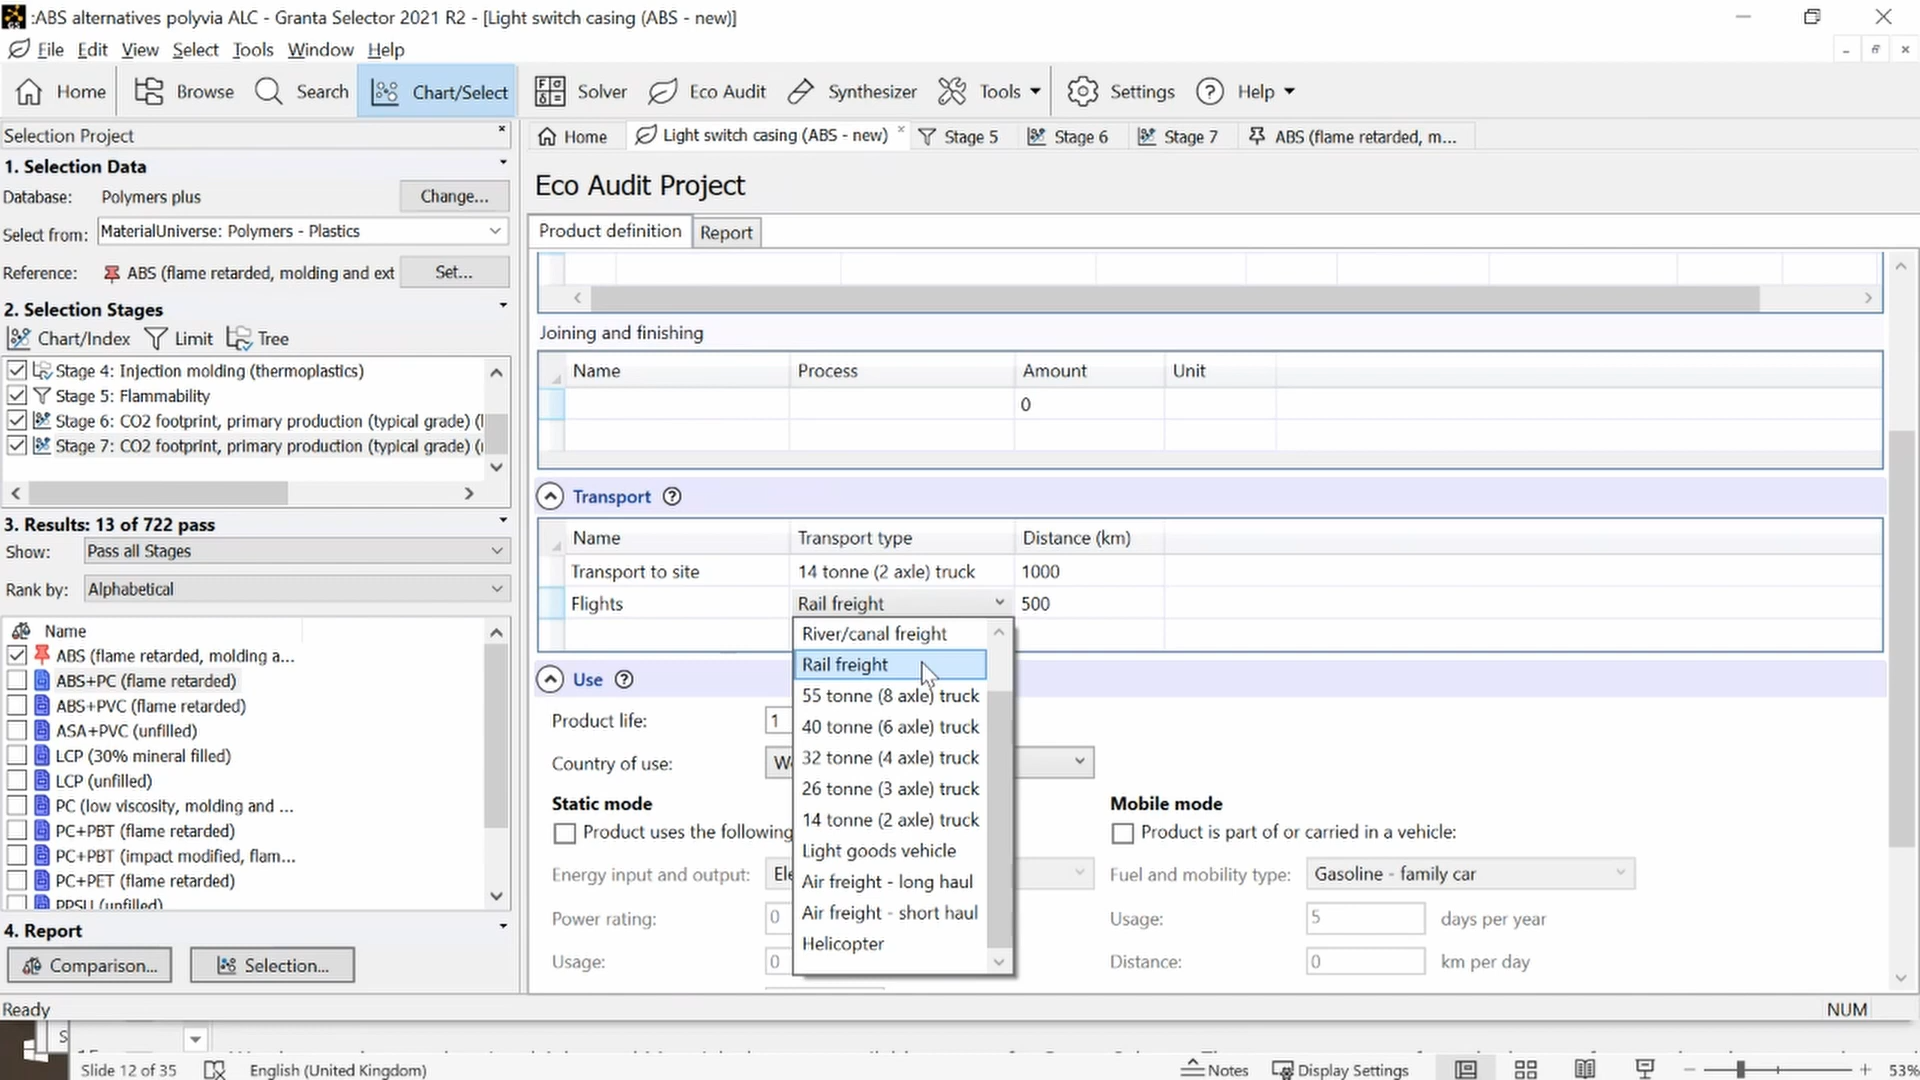 :ABS alternatives polyvia ALC - Granta Selector 2021 R2 - [Light switch casing (ABS - new)]
File Edit View Select Tools Window Help
Home Browse Search Chart/Select Solver Eco Audit Synthesizer Tools Settings Help
Selection Project
Home Light switch casing (ABS - new) Stage 5 Stage 6 Stage 7 ABS (flame retarded, m...
1. Selection Data
Database: Polymers plus Change...
Select from: MaterialUniverse: Polymers - Plastics
Reference: ABS (flame retarded, molding and ext Set...
2. Selection Stages
Chart/Index Limit Tree
Stage 4: Injection molding (thermoplastics)
Stage 5: Flammability
Stage 6: CO2 footprint, primary production (typical grade) (
Stage 7: CO2 footprint, primary production (typical grade) (
3. Results: 13 of 722 pass
Show: Pass all Stages
Rank by: Alphabetical
Name
ABS (flame retarded, molding a...
ABS+PC (flame retarded)
ABS+PVC (flame retarded)
ASA+PVC (unfilled)
LCP (30% mineral filled)
LCP (unfilled)
PC (low viscosity, molding and ...
PC+PBT (flame retarded)
PC+PBT (impact modified, flam...
PC+PET (flame retarded)
PPSU (unfilled)
4. Report
Comparison... Selection...
Eco Audit Project
Product definition Report
Joining and finishing
Name Process Amount Unit
0
Transport ?
Name Transport type Distance (km)
Transport to site 14 tonne (2 axle) truck 1000
Flights Rail freight 500
River/canal freight
Rail freight
55 tonne (8 axle) truck
40 tonne (6 axle) truck
32 tonne (4 axle) truck
26 tonne (3 axle) truck
14 tonne (2 axle) truck
Light goods vehicle
Air freight - long haul
Air freight - short haul
Helicopter
Use ?
Product life: 1
Country of use: W
Static mode
Product uses the following
Energy input and output: Ele
Power rating: 0
Usage: 0
Mobile mode
Product is part of or carried in a vehicle:
Fuel and mobility type: Gasoline - family car
Usage: 5 days per year
Distance: 0 km per day
Ready NUM
Slide 12 of 35 English (United Kingdom) Notes Display Settings 53%